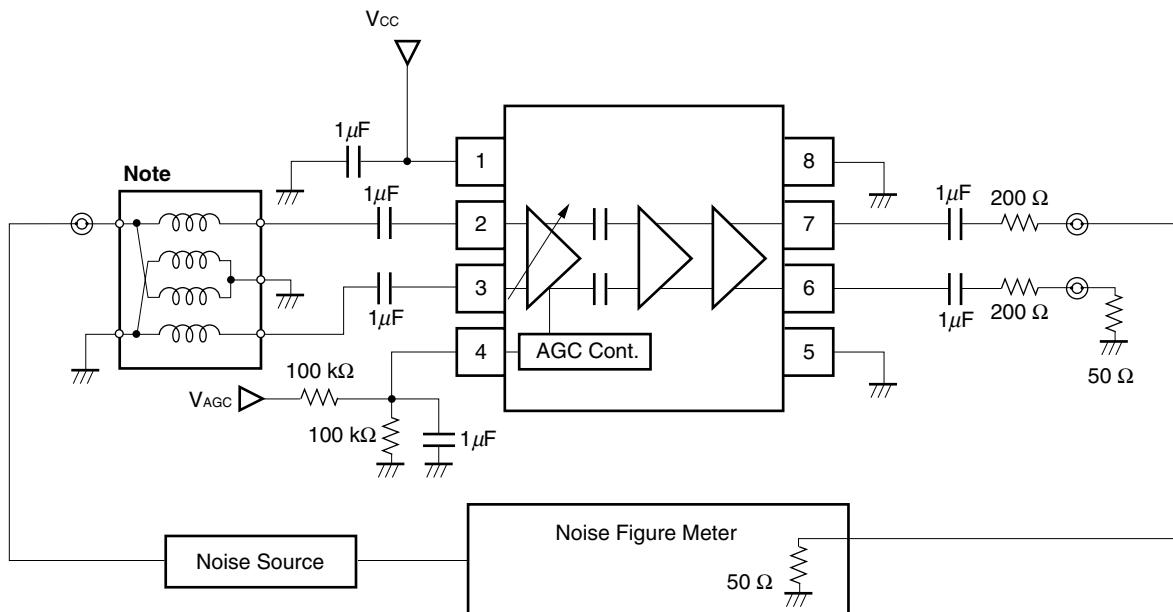 VCC
1μF
Note
1μF
1μF
1
2
3
4
8
7
6
5
AGC Cont.
1μF
200 Ω
1μF
200 Ω
50 Ω
100 kΩ
VAGC
100 kΩ
1μF
Noise Source
Noise Figure Meter
50 Ω